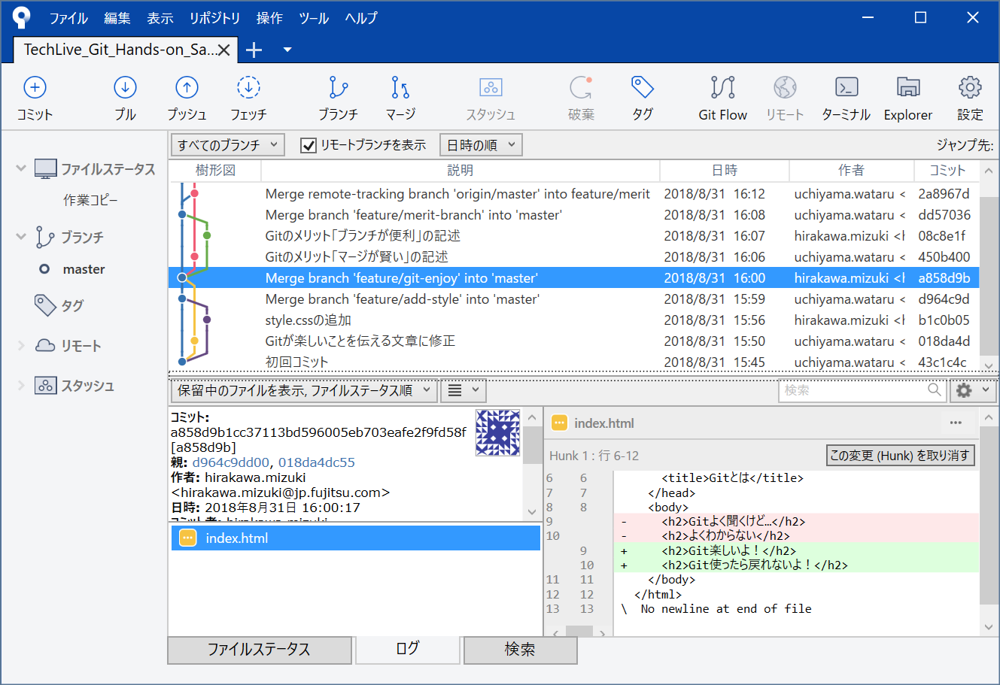 ファイル 編集 表示 リポジトリ 操作 ツール ヘルプ
TechLive_Git_Hands-on_Sa...
コミット プル プッシュ フェッチ ブランチ マージ スタッシュ 破棄 タグ Git Flow リモート ターミナル Explorer 設定
すべてのブランチ リモートブランチを表示 日時の順 ジャンプ先:
ファイルステータス
作業コピー
ブランチ
master
タグ
リモート
スタッシュ
樹形図 説明 日時 作者 コミット
Merge remote-tracking branch 'origin/master' into feature/merit 2018/8/31 16:12 uchiyama.wataru < 2a8967d
Merge branch 'feature/merit-branch' into 'master' 2018/8/31 16:08 uchiyama.wataru < dd57036
Gitのメリット「ブランチが便利」の記述 2018/8/31 16:07 hirakawa.mizuki <h 08c8e1f
Gitのメリット「マージが賢い」の記述 2018/8/31 16:06 uchiyama.wataru < 450b400
Merge branch 'feature/git-enjoy' into 'master' 2018/8/31 16:00 hirakawa.mizuki <h a858d9b
Merge branch 'feature/add-style' into 'master' 2018/8/31 15:59 uchiyama.wataru < d964c9d
style.cssの追加 2018/8/31 15:56 hirakawa.mizuki <h b1c0b05
Gitが楽しいことを伝える文章に修正 2018/8/31 15:50 uchiyama.wataru < 018da4d
初回コミット 2018/8/31 15:45 uchiyama.wataru < 43c1c4c
保留中のファイルを表示, ファイルステータス順 検索
コミット:
a858d9b1cc37113bd596005eb703eafe2f9fd58f
[a858d9b]
親: d964c9dd00, 018da4dc55
作者: hirakawa.mizuki
<hirakawa.mizuki@jp.fujitsu.com>
日時: 2018年8月31日 16:00:17
コミット者: hirakawa.mizuki
index.html
index.html
Hunk 1 : 行 6-12 この変更 (Hunk) を取り消す
6 6 <title>Gitとは</title>
7 7 </head>
8 8 <body>
9 - <h2>Gitよく聞くけど…</h2>
10 - <h2>よくわからない</h2>
9 + <h2>Git楽しいよ！</h2>
10 + <h2>Git使ったら戻れないよ！</h2>
11 11 </body>
12 12 </html>
13 13 \ No newline at end of file
ファイルステータス ログ 検索